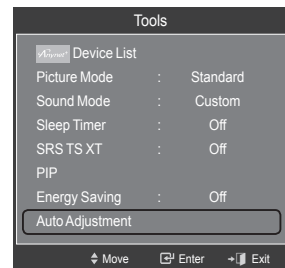 Tools
Anynet+ Device List
Picture Mode : Standard
Sound Mode : Custom
Sleep Timer : Off
SRS TS XT : Off
PIP
Energy Saving : Off
Auto Adjustment
Move Enter Exit